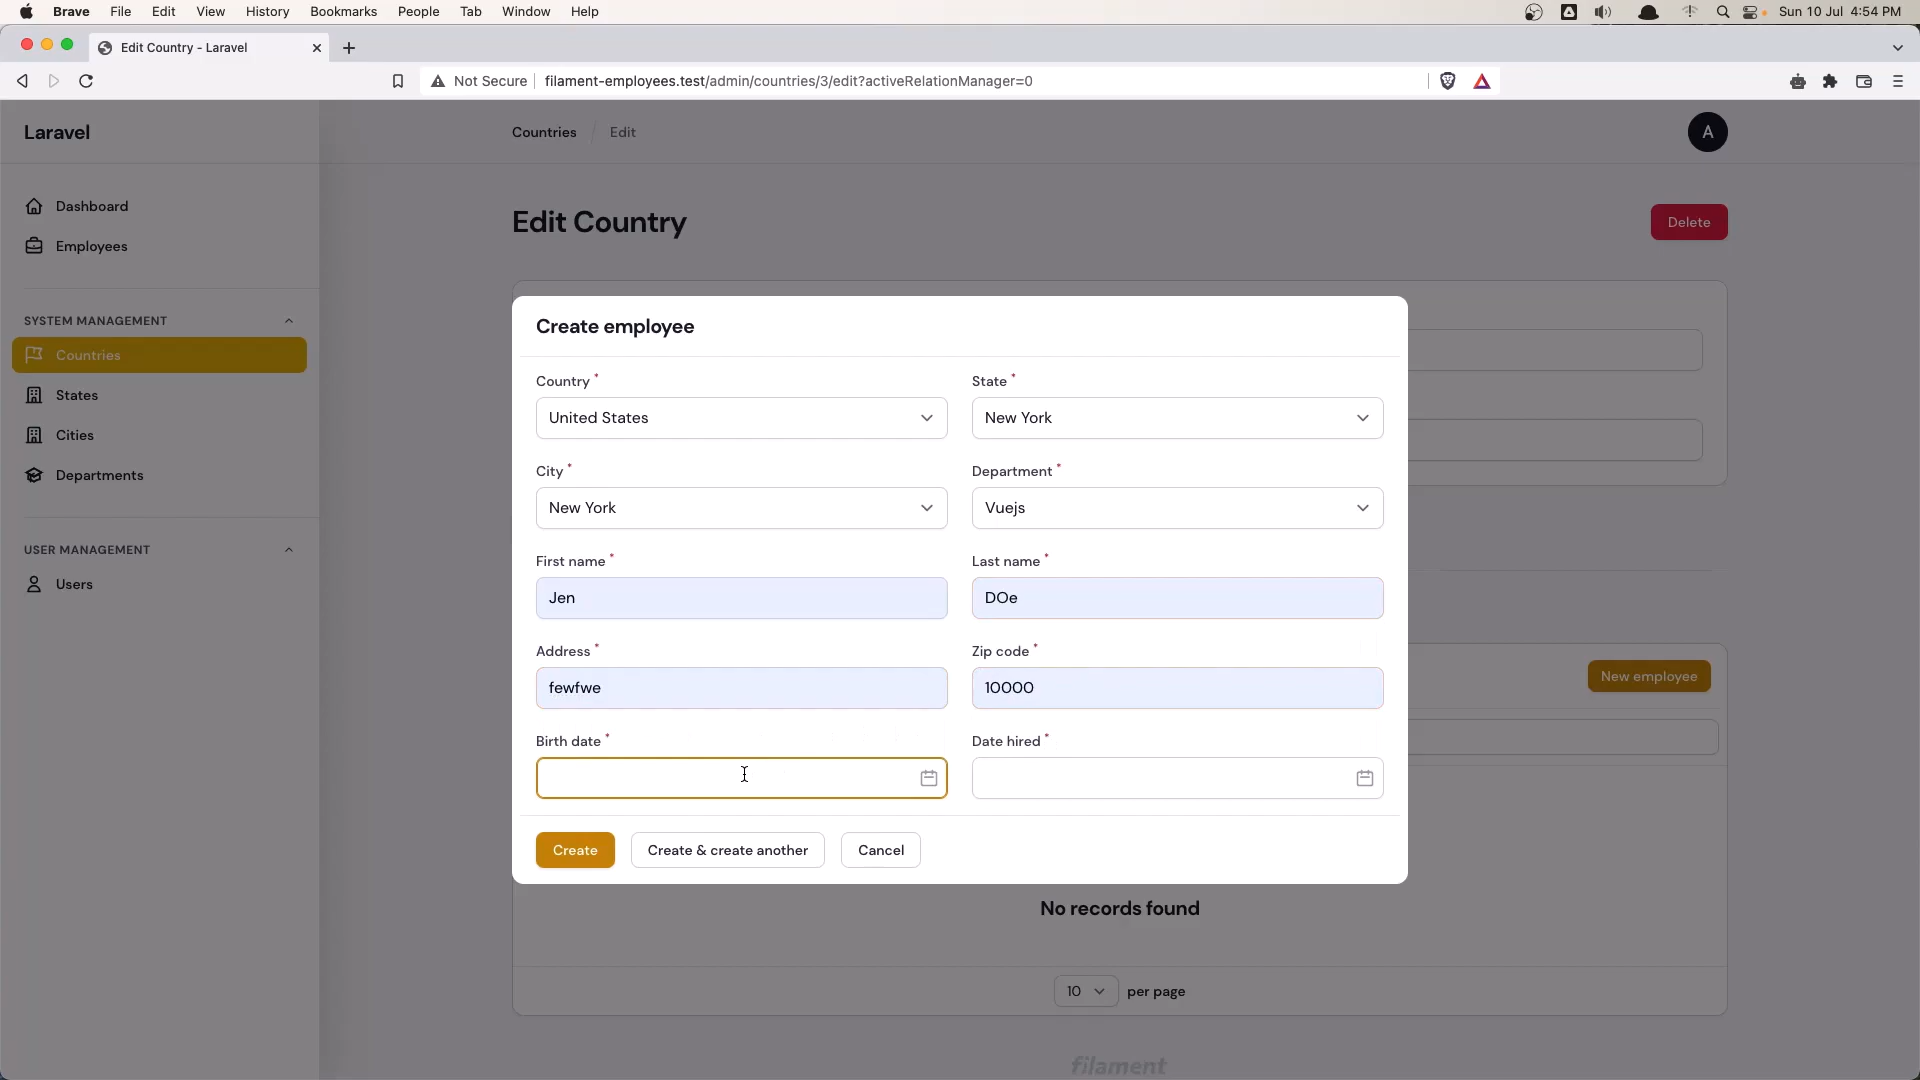 Brave File Edit View History Bookmarks People Tab Window Help Sun 10 Jul 4:54 PM
Edit Country - Laravel
Not Secure filament-employees.test/admin/countries/3/edit?activeRelationManager=0
Laravel
Countries Edit
A
Dashboard
Employees
Edit Country
Delete
SYSTEM MANAGEMENT
Countries
States
Cities
Departments
USER MANAGEMENT
Users
Create employee
Country * State *
United States New York
City * Department *
New York Vuejs
First name * Last name *
Jen DOe
Address * Zip code *
fewfwe 10000
New employee
Birth date * Date hired *
Create Create & create another Cancel
No records found
10 per page
filament